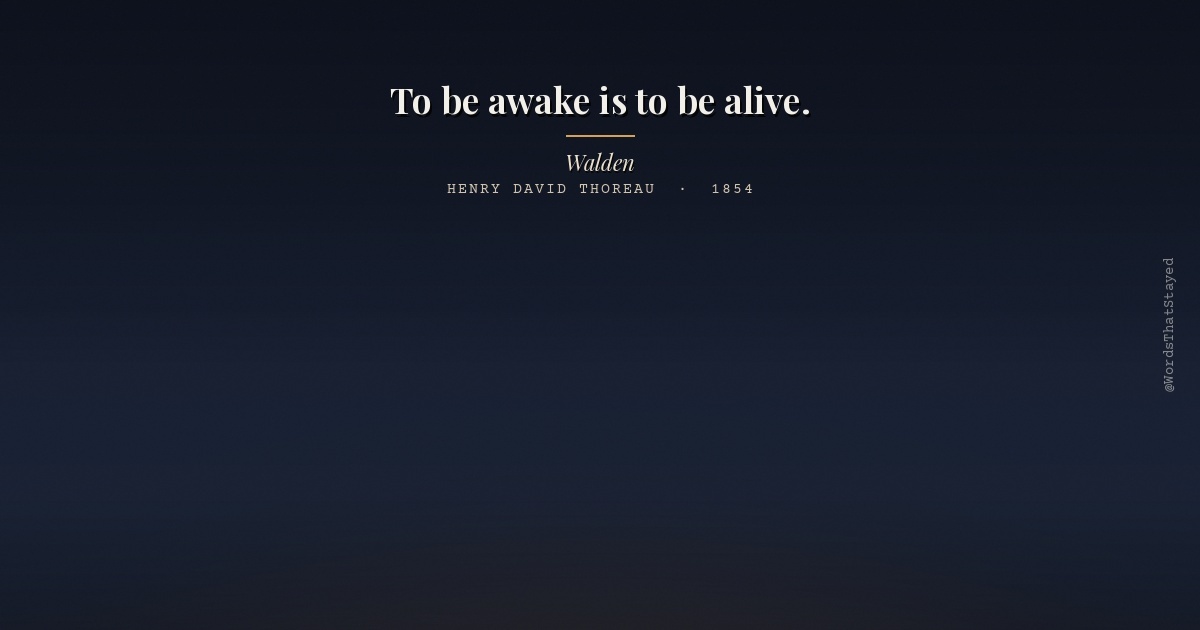 To be awake is to be alive.
Walden
HENRY DAVID THOREAU · 1854
@WordsThatStayed